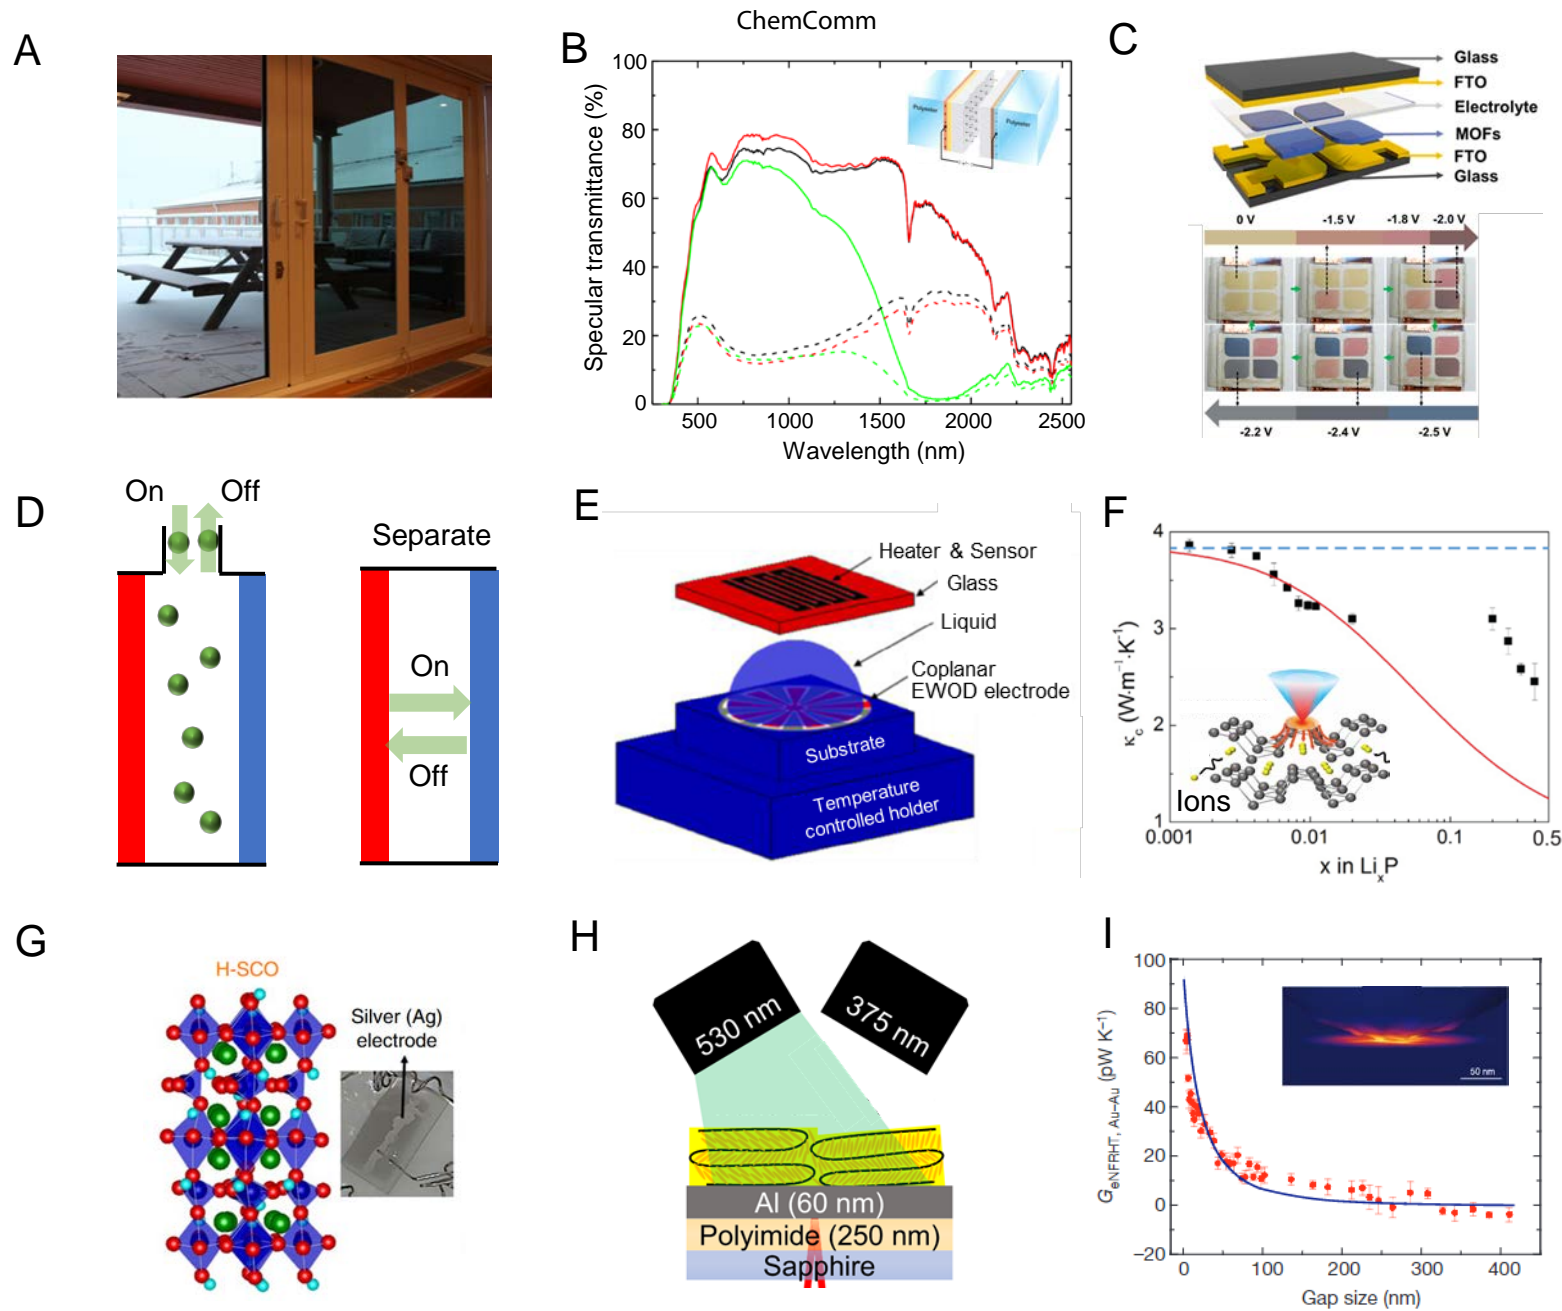 ChemComm
A
B
100
80
60
40
20
0
Specular transmittance (%)
Polyester
Polyester
500
1000
1500
2000
2500
Wavelength (nm)
C
Glass
FTO
Electrolyte
MOFs
FTO
Glass
0 V
-1.5 V
-1.8 V
-2.0 V
-2.2 V
-2.4 V
-2.5 V
D
On
Off
Separate
On
Off
E
Heater & Sensor
Glass
Liquid
Coplanar
EWOD electrode
Substrate
Temperature
controlled holder
F
4
3
2
1
κc (W·m⁻¹·K⁻¹)
Ions
0.001
0.01
0.1
0.5
x in LixP
G
H-SCO
Silver (Ag)
electrode
H
530 nm
375 nm
Al (60 nm)
Polyimide (250 nm)
Sapphire
I
100
80
60
40
20
0
−20
GeNFRHT, Au–Au (pW K⁻¹)
50 nm
0
100
200
300
400
Gap size (nm)